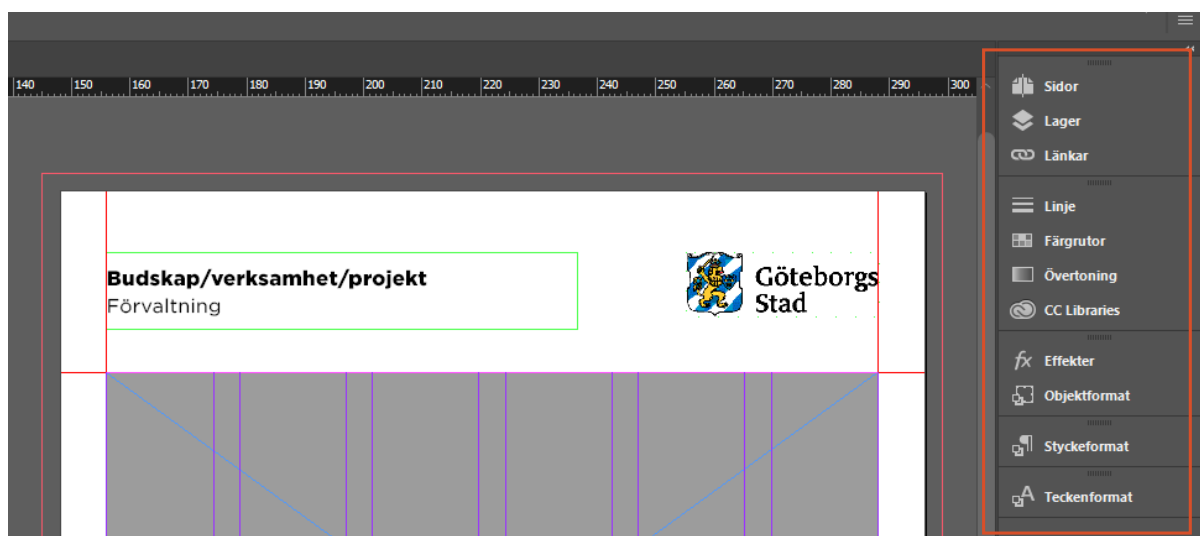 140 150 160 170 180 190 200 210 220 230 240 250 260 270 280 290 300
Budskap/verksamhet/projekt
Förvaltning
Göteborgs
Stad
Sidor
Lager
Länkar
Linje
Färgrutor
Övertoning
CC Libraries
fx Effekter
Objektformat
Styckeformat
Teckenformat